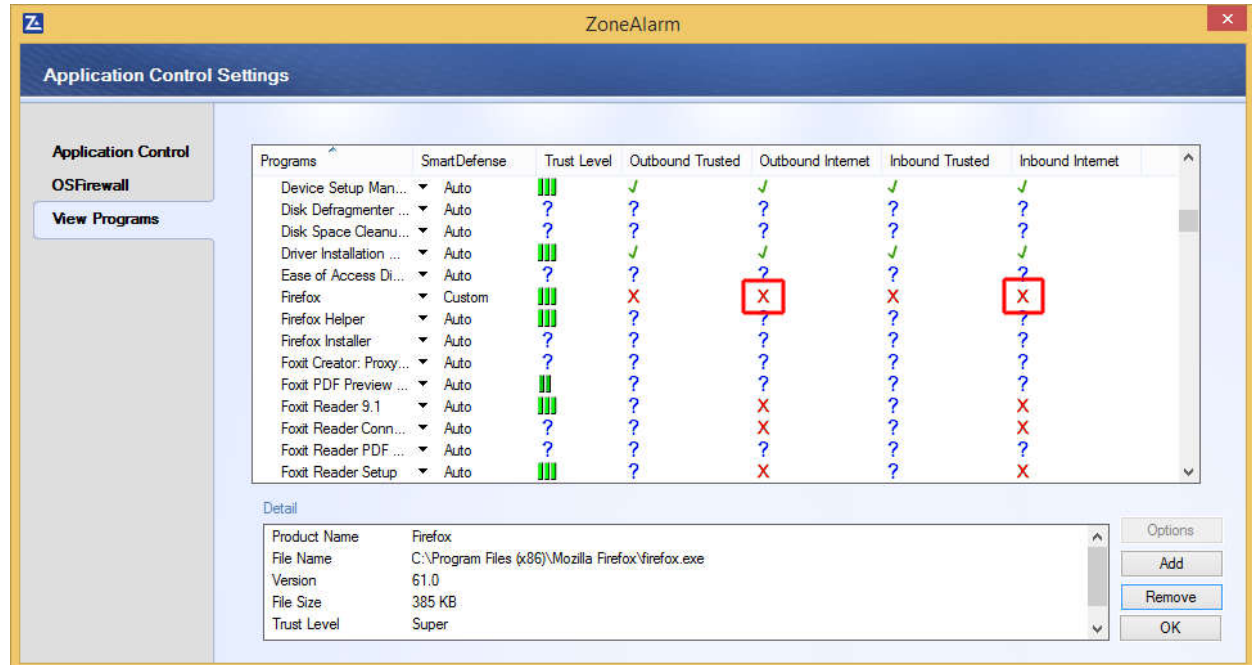 ZoneAlarm
Application Control Settings
Application Control
OSFirewall
View Programs
Programs SmartDefense Trust Level Outbound Trusted Outbound Internet Inbound Trusted Inbound Internet
Device Setup Man... Auto √ √ √ √
Disk Defragmenter ... Auto ? ? ? ? ?
Disk Space Cleanu... Auto ? ? ? ? ?
Driver Installation ... Auto √ √ √ √
Ease of Access Di... Auto ? ? ? ? ?
Firefox Custom X X X X
Firefox Helper Auto ? ? ? ?
Firefox Installer Auto ? ? ? ? ?
Foxit Creator: Proxy... Auto ? ? ? ? ?
Foxit PDF Preview ... Auto ? ? ? ?
Foxit Reader 9.1 Auto ? X ? X
Foxit Reader Conn... Auto ? ? X ? X
Foxit Reader PDF ... Auto ? ? ? ? ?
Foxit Reader Setup Auto ? X ? X
Detail
Product Name Firefox
File Name C:\Program Files (x86)\Mozilla Firefox\firefox.exe
Version 61.0
File Size 385 KB
Trust Level Super
Options
Add
Remove
OK